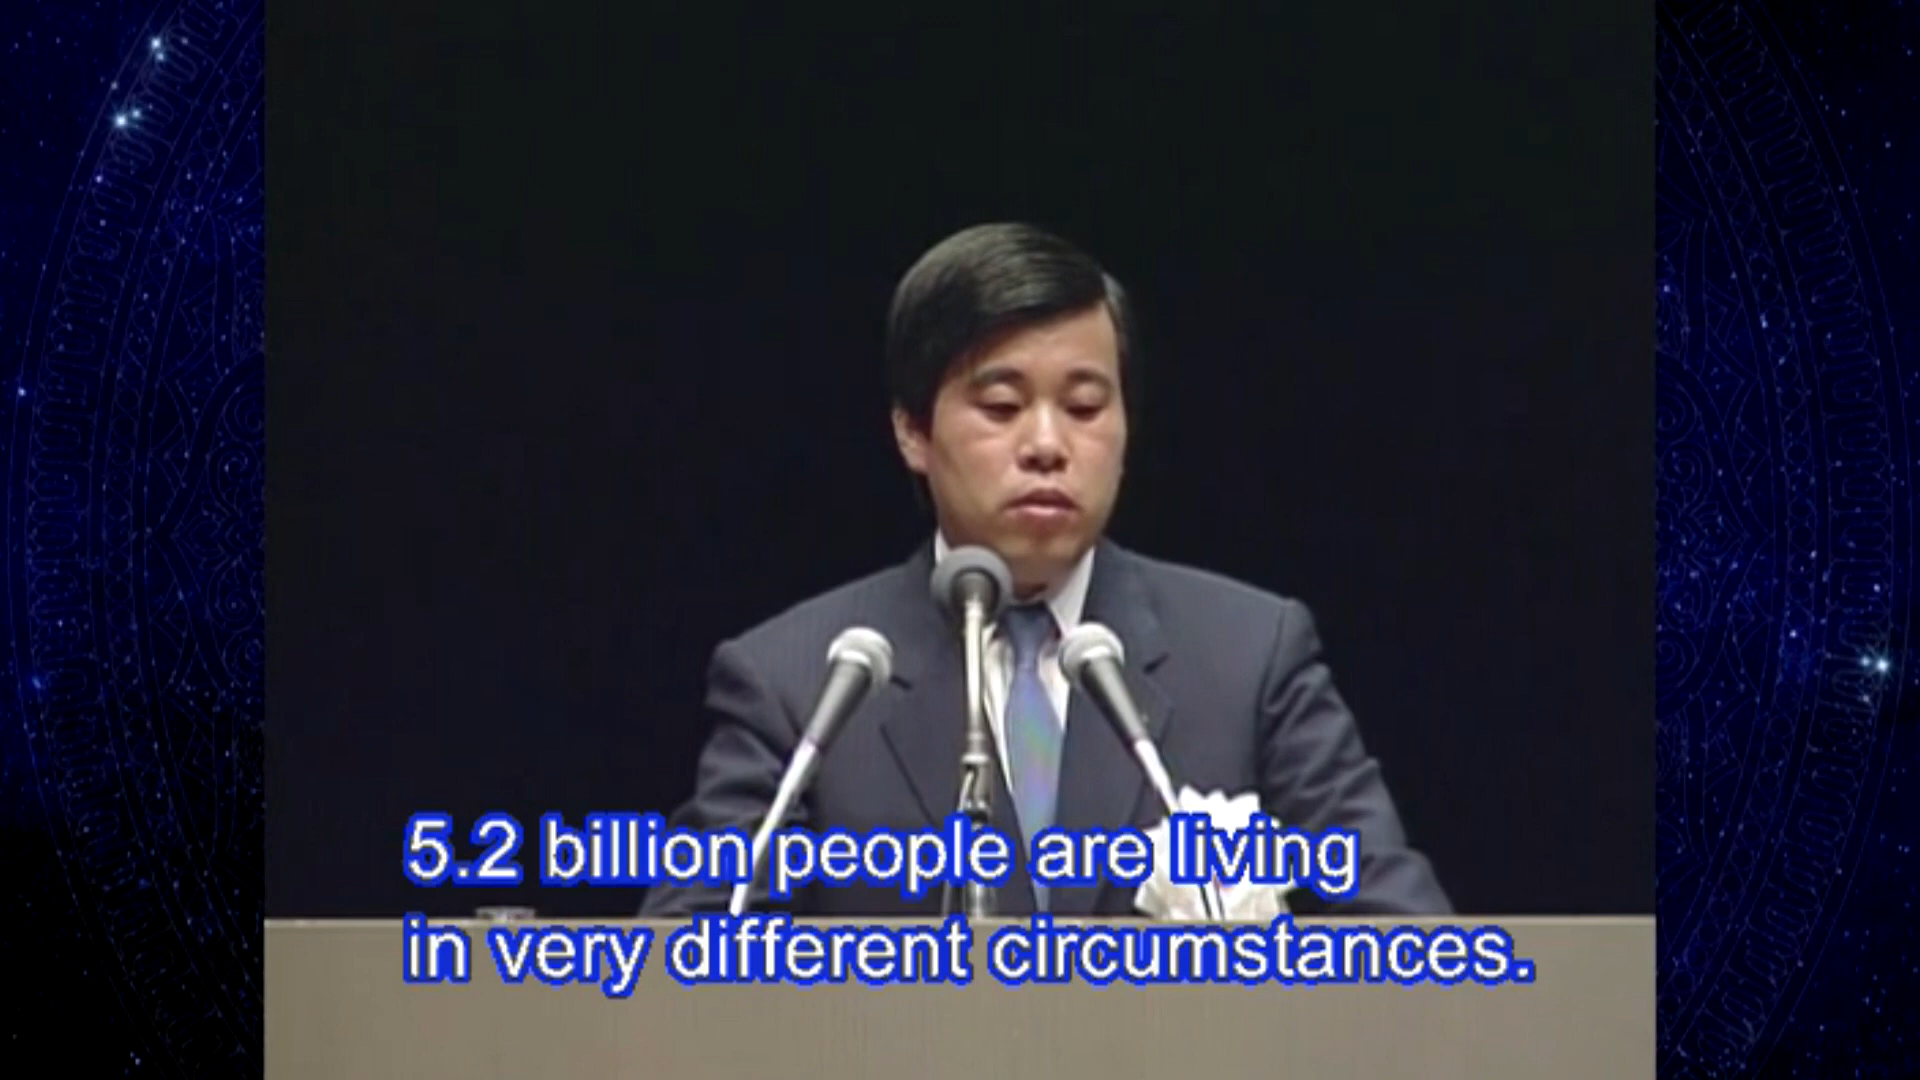 5.2 billion people are living
in very different circumstances.